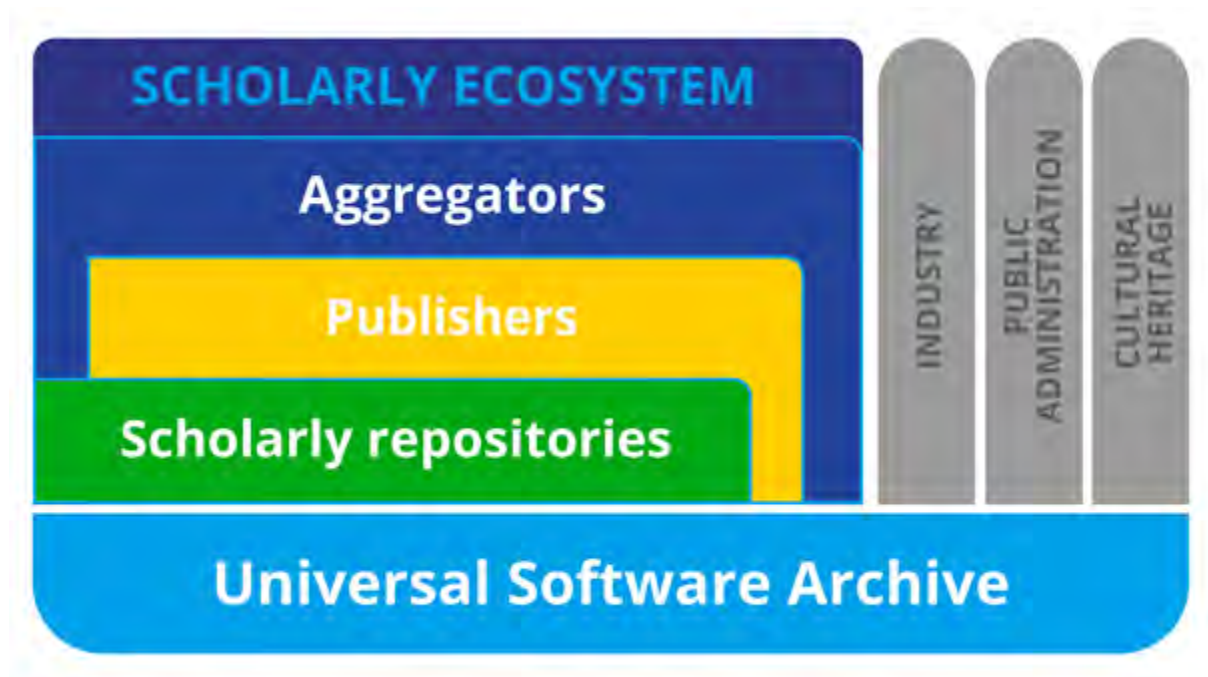 SCHOLARLY ECOSYSTEM
Aggregators
Publishers
Scholarly repositories
INDUSTRY
PUBLIC
ADMINISTRATION
CULTURAL
HERITAGE
Universal Software Archive